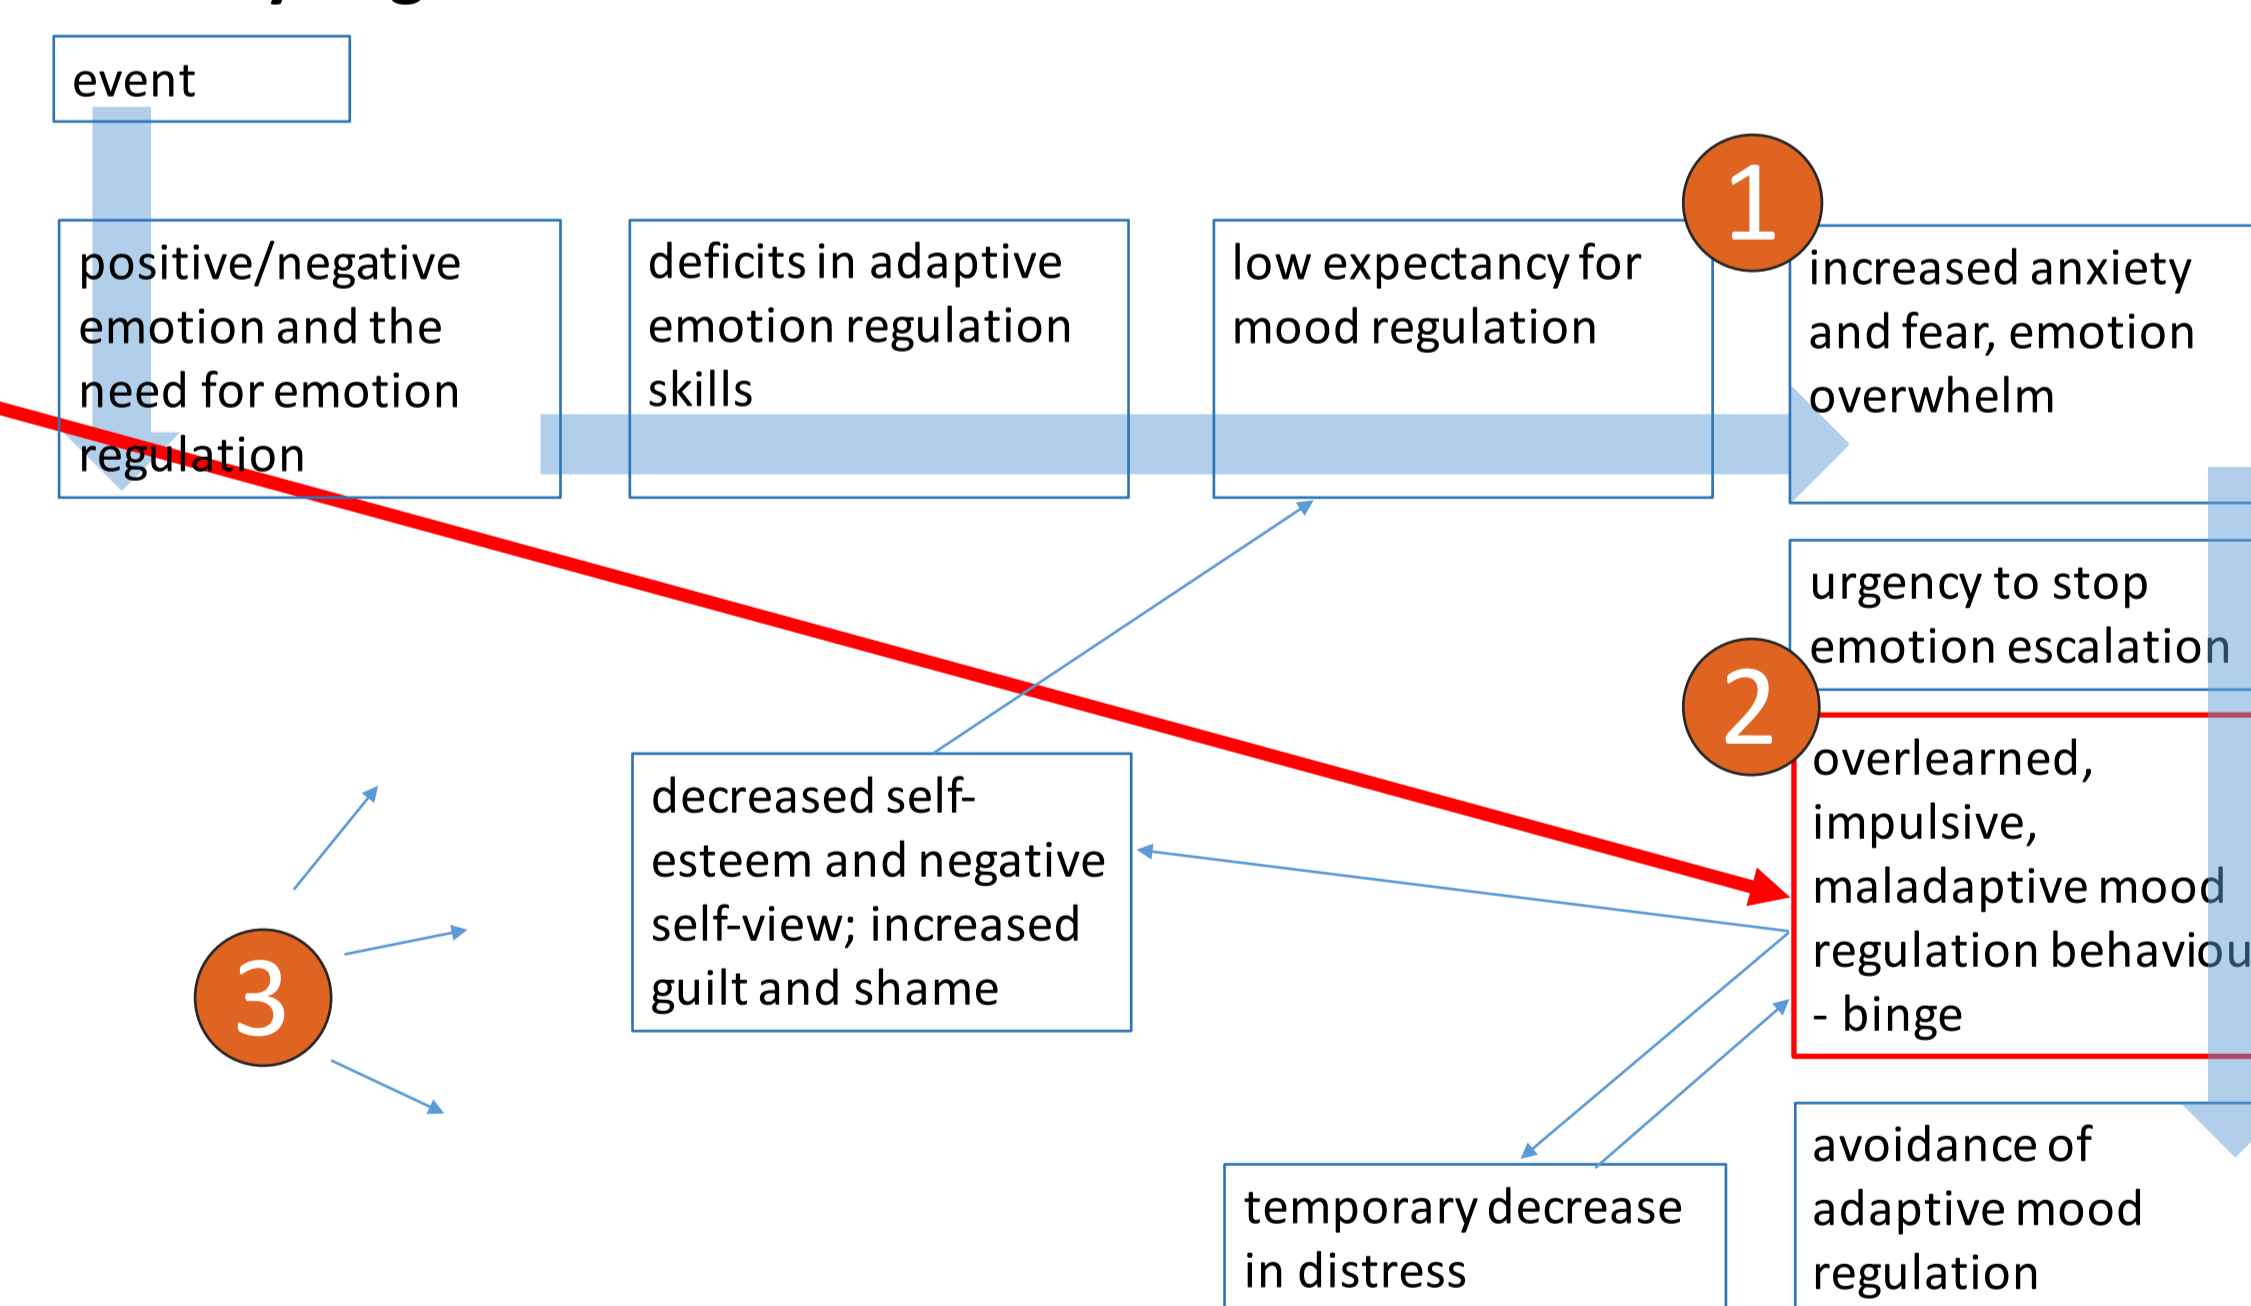 event
positive/negative
emotion and the
need for emotion
regulation
deficits in adaptive
emotion regulation
skills
low expectancy for
mood regulation
1
increased anxiety
and fear, emotion
overwhelm
urgency to stop
emotion escalation
2
overlearned,
impulsive,
maladaptive mood
regulation behaviou
- binge
decreased self-
esteem and negative
self-view; increased
guilt and shame
3
temporary decrease
in distress
avoidance of
adaptive mood
regulation